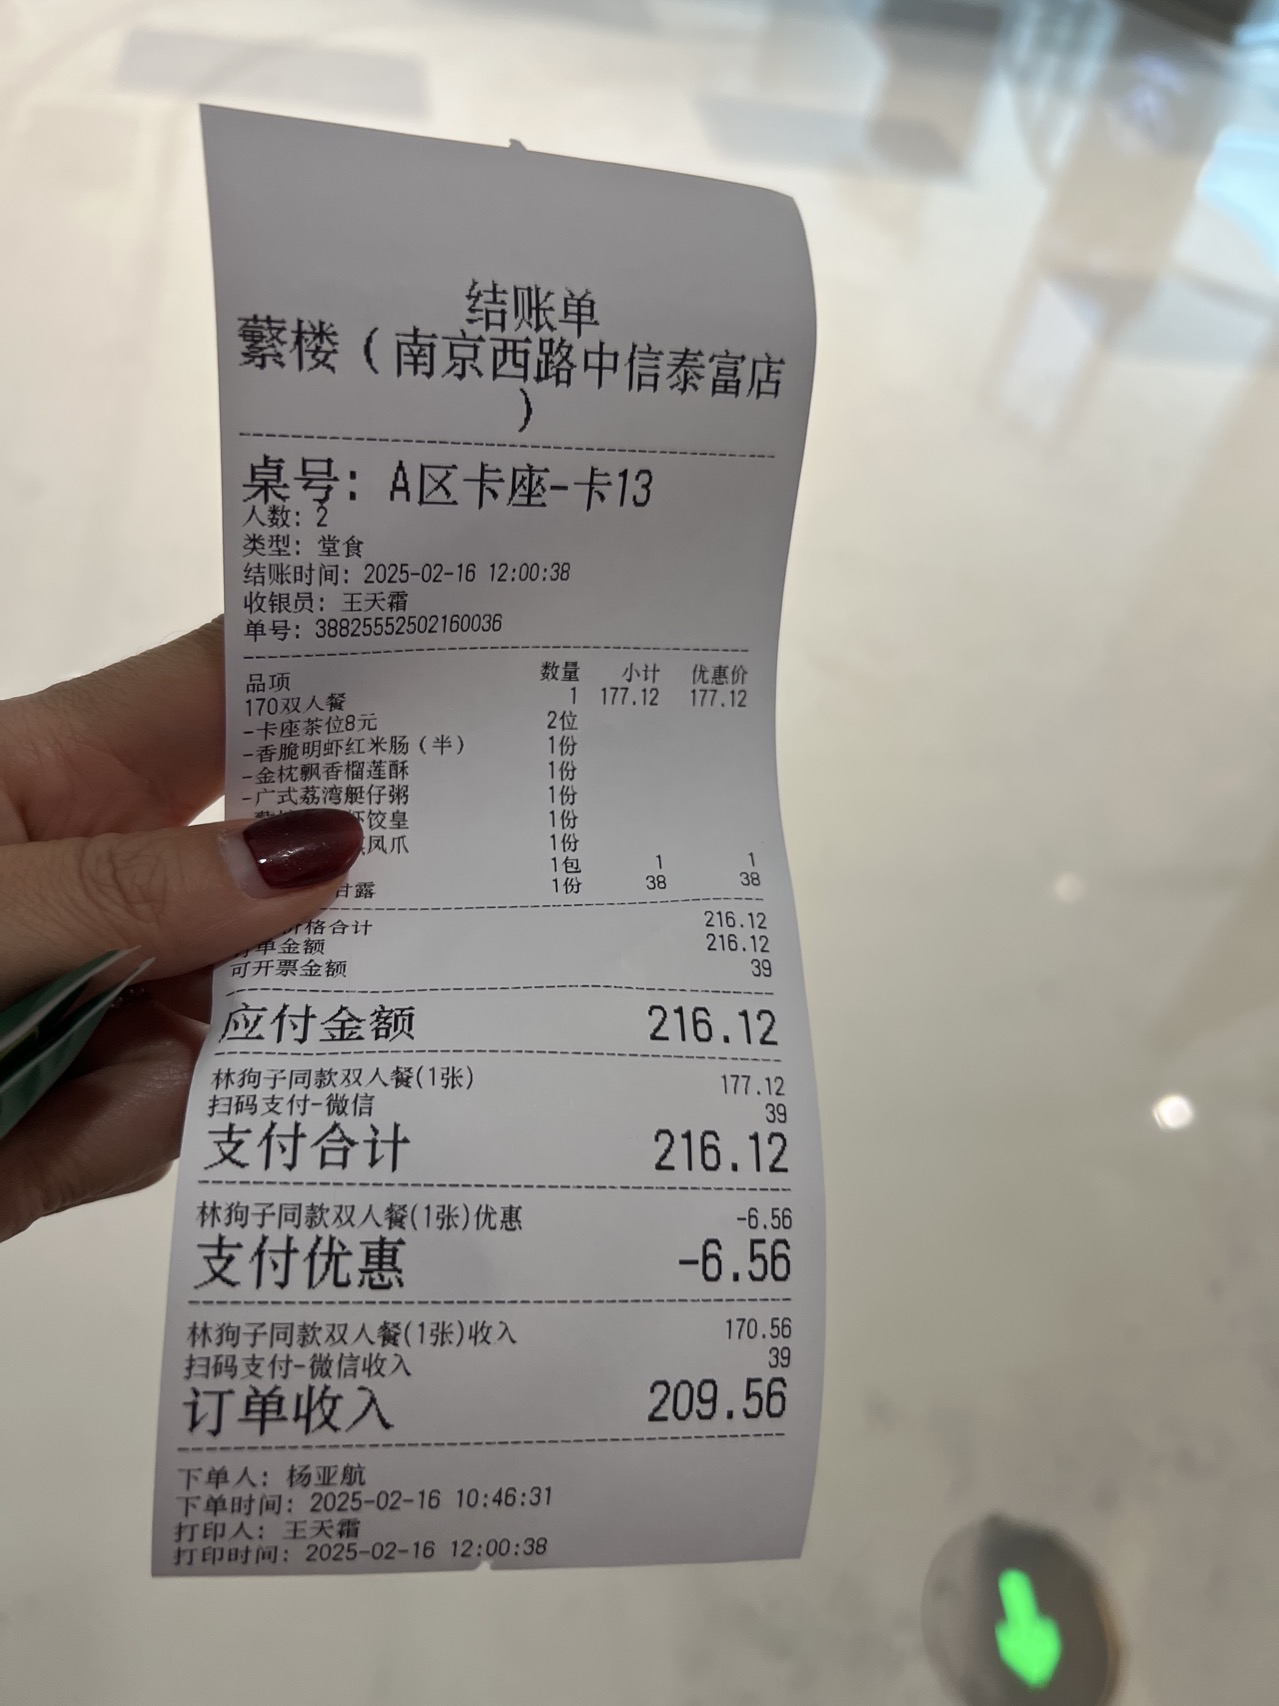 结账单
蘩楼（南京西路中信泰富店
）
桌号: A区卡座-卡13
人数: 2
类型: 堂食
结账时间: 2025-02-16 12:00:38
收银员: 王天霜
单号: 38825552502160036
品项 数量 小计 优惠价
170双人餐 1 177.12 177.12
-卡座茶位8元 2位
-香脆明虾红米肠（半） 1份
-金枕飘香榴莲酥 1份
-广式荔湾艇仔粥 1份
饺皇 1份
凤爪 1份
1包 1 1
甘露 1份 38 38
价格合计 216.12
单金额 216.12
可开票金额 39
应付金额 216.12
林狗子同款双人餐(1张) 177.12
扫码支付-微信 39
支付合计 216.12
林狗子同款双人餐(1张)优惠 -6.56
支付优惠 -6.56
林狗子同款双人餐(1张)收入 170.56
扫码支付-微信收入 39
订单收入 209.56
下单人: 杨亚航
下单时间: 2025-02-16 10:46:31
打印人: 王天霜
打印时间: 2025-02-16 12:00:38